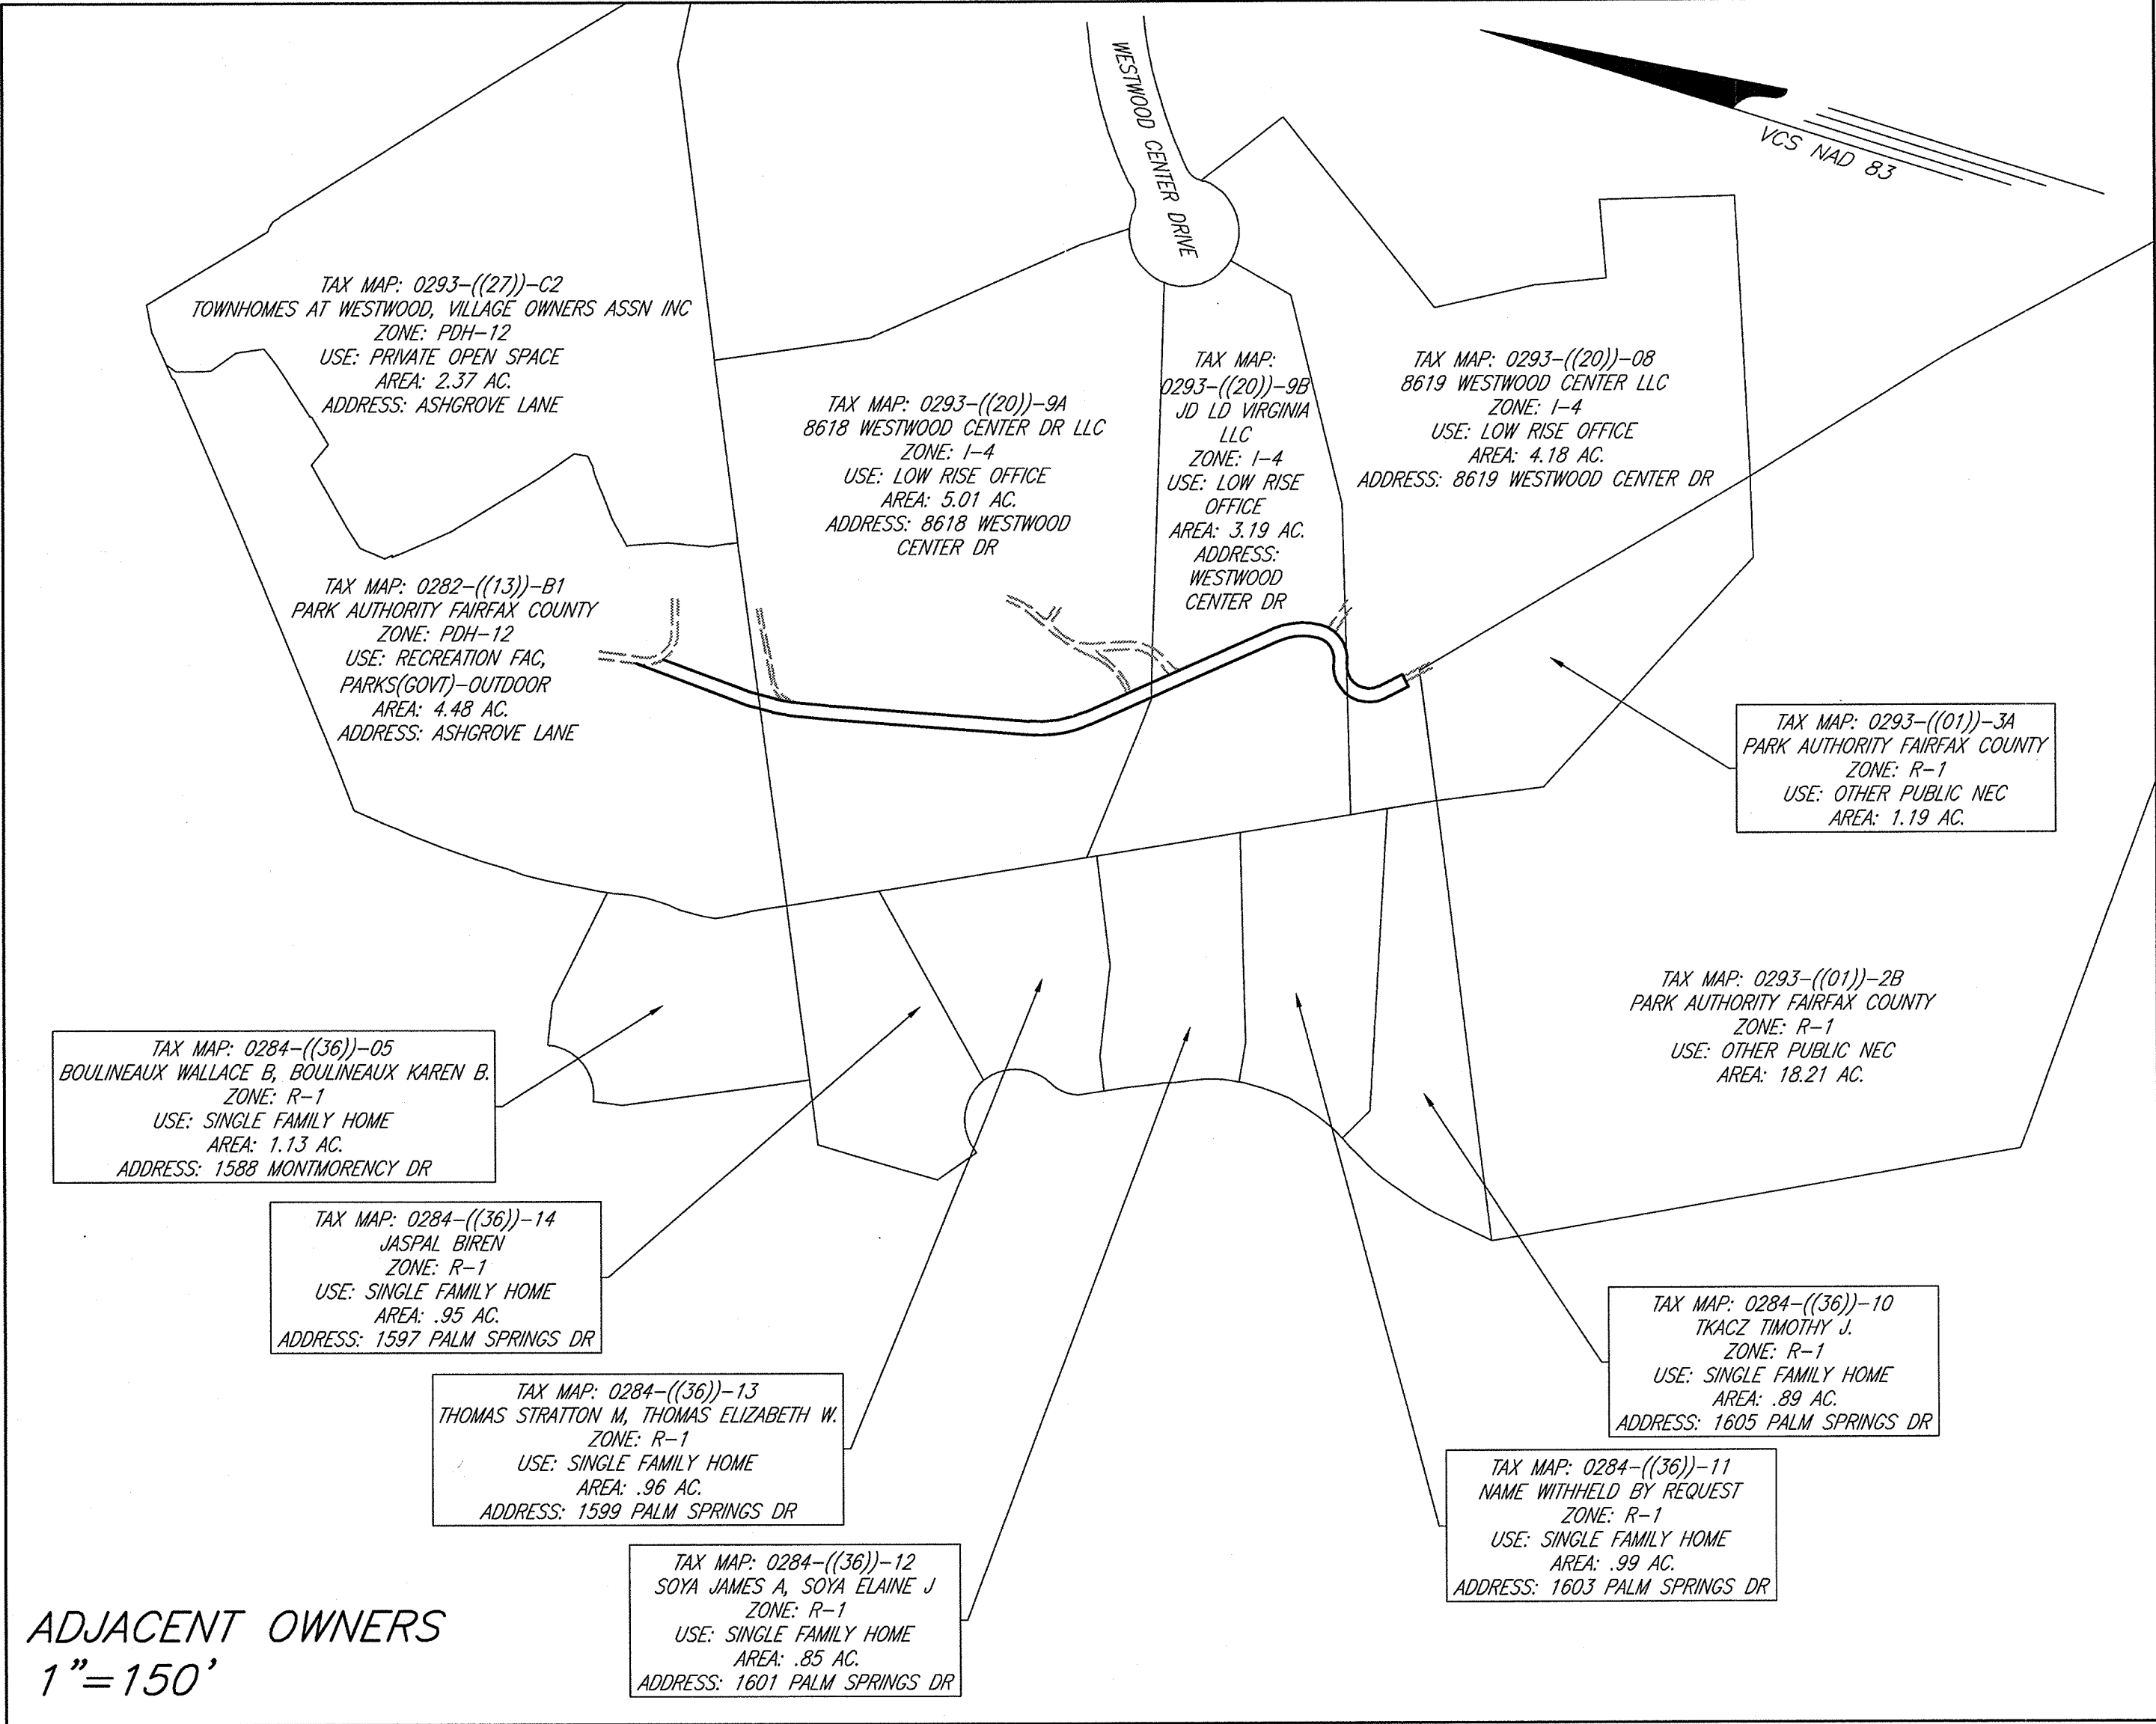 WESTWOOD CENTER DRIVE
VCS NAD 83
TAX MAP: 0293-((27))-C2
TOWNHOMES AT WESTWOOD, VILLAGE OWNERS ASSN INC
ZONE: PDH-12
USE: PRIVATE OPEN SPACE
AREA: 2.37 AC.
ADDRESS: ASHGROVE LANE
TAX MAP: 0293-((20))-9A
8618 WESTWOOD CENTER DR LLC
ZONE: I-4
USE: LOW RISE OFFICE
AREA: 5.01 AC.
ADDRESS: 8618 WESTWOOD
CENTER DR
TAX MAP:
0293-((20))-9B
JD LD VIRGINIA
LLC
ZONE: I-4
USE: LOW RISE
OFFICE
AREA: 3.19 AC.
ADDRESS:
WESTWOOD
CENTER DR
TAX MAP: 0293-((20))-08
8619 WESTWOOD CENTER LLC
ZONE: I-4
USE: LOW RISE OFFICE
AREA: 4.18 AC.
ADDRESS: 8619 WESTWOOD CENTER DR
TAX MAP: 0282-((13))-B1
PARK AUTHORITY FAIRFAX COUNTY
ZONE: PDH-12
USE: RECREATION FAC,
PARKS(GOVT)-OUTDOOR
AREA: 4.48 AC.
ADDRESS: ASHGROVE LANE
TAX MAP: 0293-((01))-3A
PARK AUTHORITY FAIRFAX COUNTY
ZONE: R-1
USE: OTHER PUBLIC NEC
AREA: 1.19 AC.
TAX MAP: 0293-((01))-2B
PARK AUTHORITY FAIRFAX COUNTY
ZONE: R-1
USE: OTHER PUBLIC NEC
AREA: 18.21 AC.
TAX MAP: 0284-((36))-05
BOULINEAUX WALLACE B, BOULINEAUX KAREN B.
ZONE: R-1
USE: SINGLE FAMILY HOME
AREA: 1.13 AC.
ADDRESS: 1588 MONTMORENCY DR
TAX MAP: 0284-((36))-14
JASPAL BIREN
ZONE: R-1
USE: SINGLE FAMILY HOME
AREA: .95 AC.
ADDRESS: 1597 PALM SPRINGS DR
TAX MAP: 0284-((36))-13
THOMAS STRATTON M, THOMAS ELIZABETH W.
ZONE: R-1
USE: SINGLE FAMILY HOME
AREA: .96 AC.
ADDRESS: 1599 PALM SPRINGS DR
TAX MAP: 0284-((36))-12
SOYA JAMES A, SOYA ELAINE J
ZONE: R-1
USE: SINGLE FAMILY HOME
AREA: .85 AC.
ADDRESS: 1601 PALM SPRINGS DR
TAX MAP: 0284-((36))-10
TKACZ TIMOTHY J.
ZONE: R-1
USE: SINGLE FAMILY HOME
AREA: .89 AC.
ADDRESS: 1605 PALM SPRINGS DR
TAX MAP: 0284-((36))-11
NAME WITHHELD BY REQUEST
ZONE: R-1
USE: SINGLE FAMILY HOME
AREA: .99 AC.
ADDRESS: 1603 PALM SPRINGS DR
ADJACENT OWNERS
1"=150'